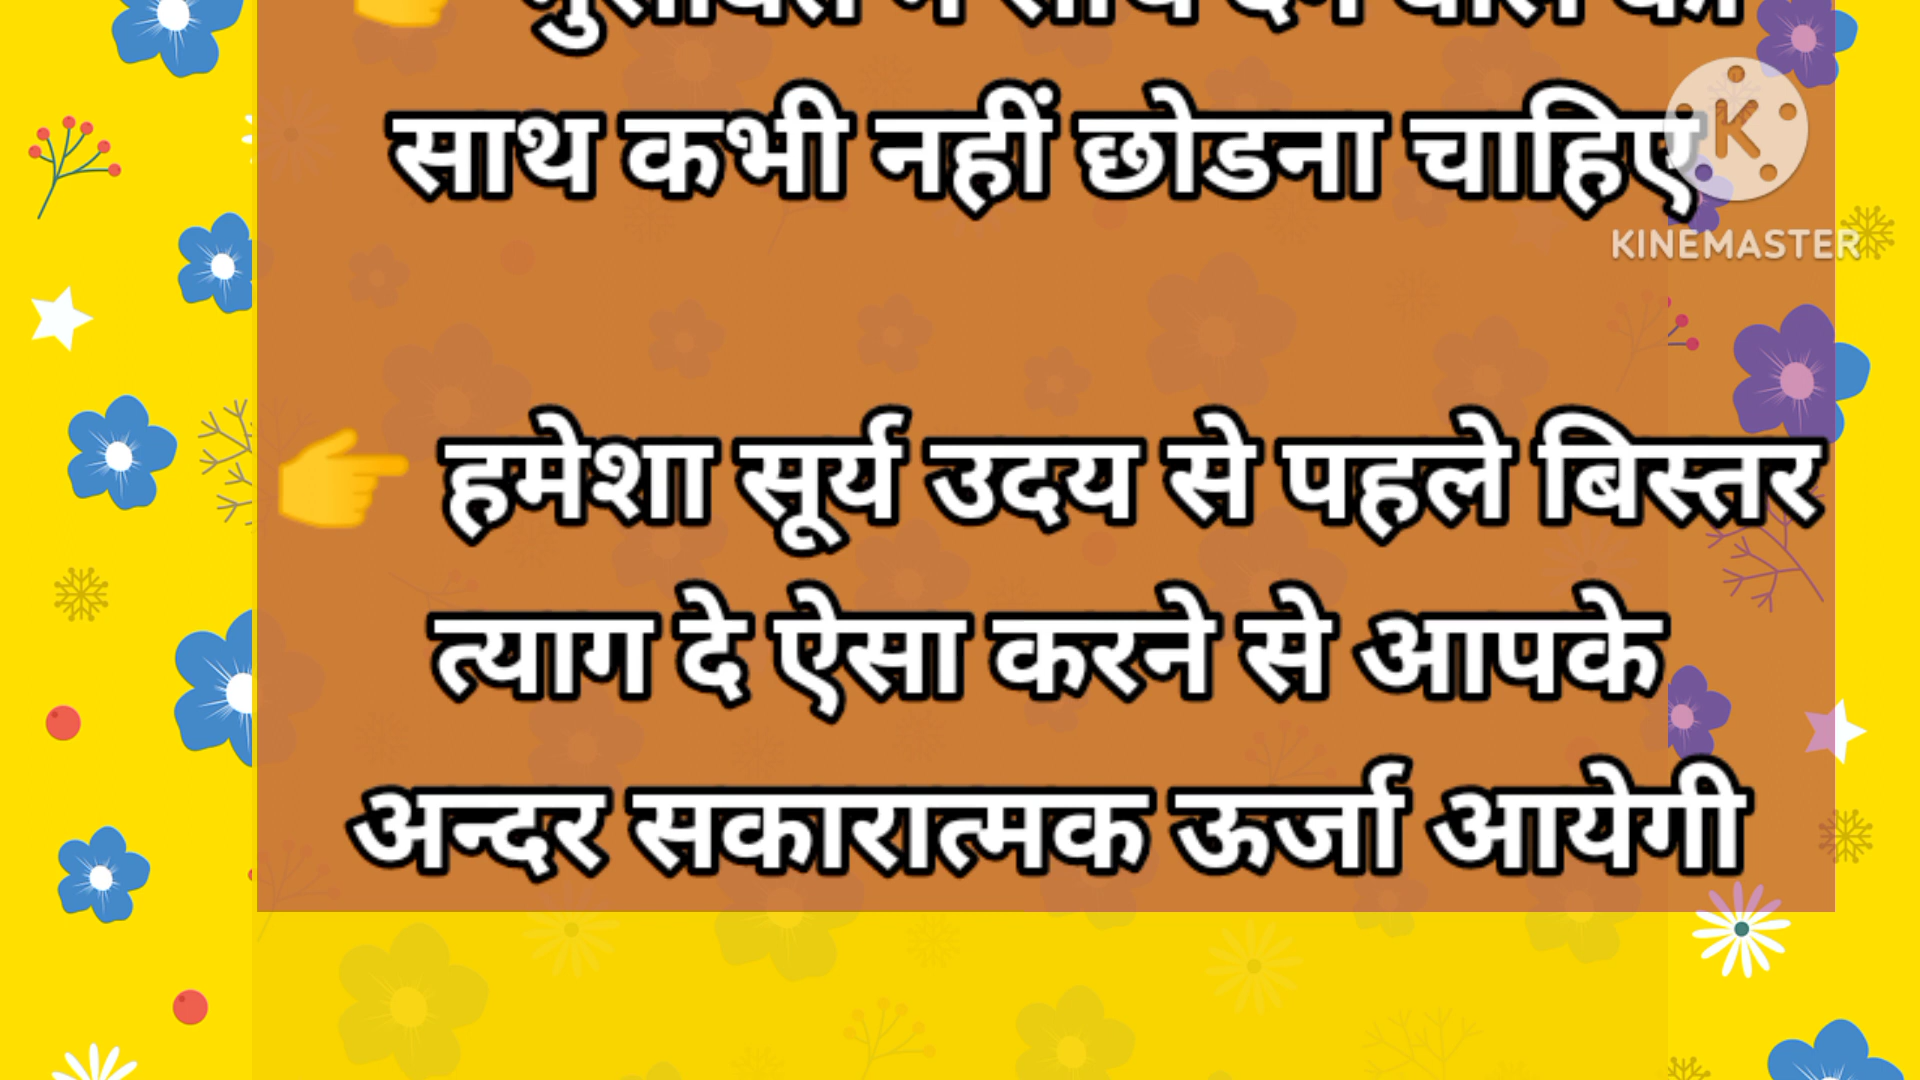 साथ कभी नहीं छोडना चाहिए
KINEMASTER
हमेशा सूर्य उदय से पहले बिस्तर
त्याग दे ऐसा करने से आपके
अन्दर सकारात्मक ऊर्जा आयेगी